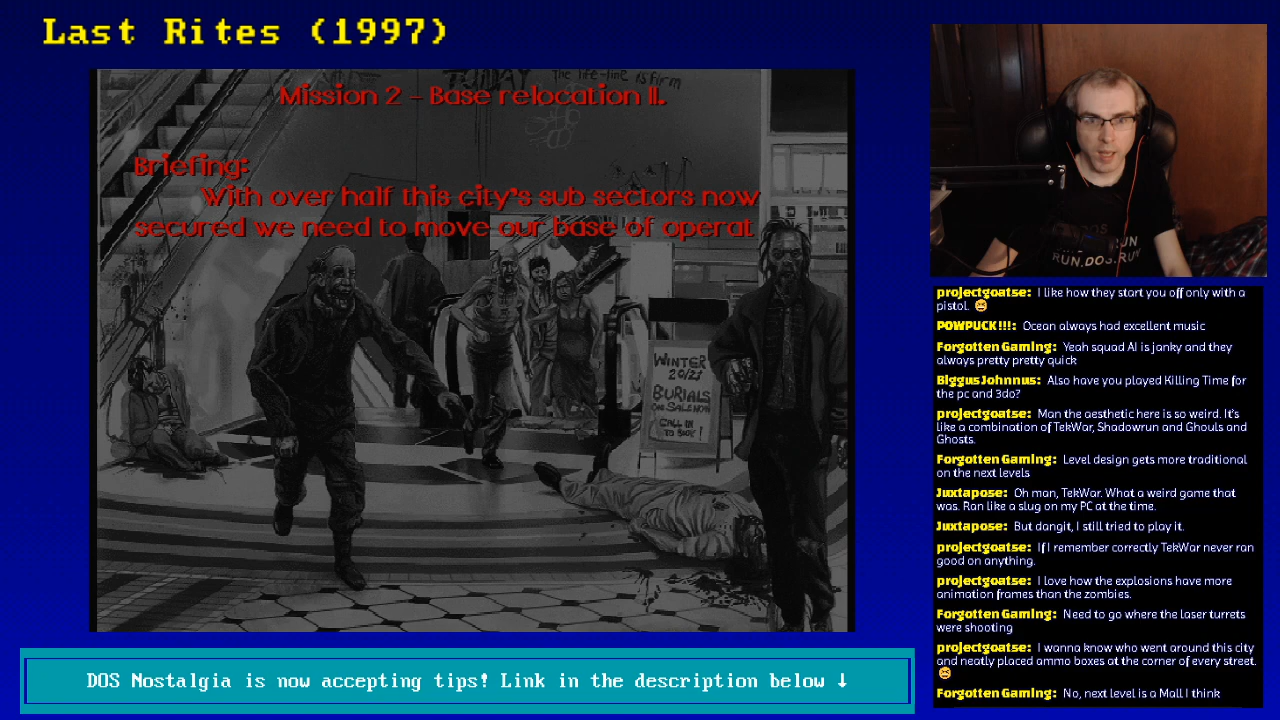 Last Rites (1997)
The life-line is firm
Mission 2 - Base relocation II.
Briefing:
With over half this city's sub sectors now
secured we need to move our base of operat
WINTER
20/21
BURIALS
ON SALE NOW
CALL IN
TO BOOK!
DOS Nostalgia is now accepting tips! Link in the description below ↓
RUN
RUN.DOS.RUN
projectgoatse: I like how they start you off only with a
pistol. 😄
POWPUCK!!!: Ocean always had excellent music
Forgotten Gaming: Yeah squad AI is janky and they
always pretty pretty quick
BiggusJohnnus: Also have you played Killing Time for
the pc and 3do?
projectgoatse: Man the aesthetic here is so weird. It's
like a combination of TekWar, Shadowrun and Ghouls and
Ghosts.
Forgotten Gaming: Level design gets more traditional
on the next levels
Juxtapose: Oh man, TekWar. What a weird game that
was. Ran like a slug on my PC at the time.
Juxtapose: But dangit, I still tried to play it.
projectgoatse: If I remember correctly TekWar never ran
good on anything.
projectgoatse: I love how the explosions have more
animation frames than the zombies.
Forgotten Gaming: Need to go where the laser turrets
were shooting
projectgoatse: I wanna know who went around this city
and neatly placed ammo boxes at the corner of every street.
😄
Forgotten Gaming: No, next level is a Mall I think